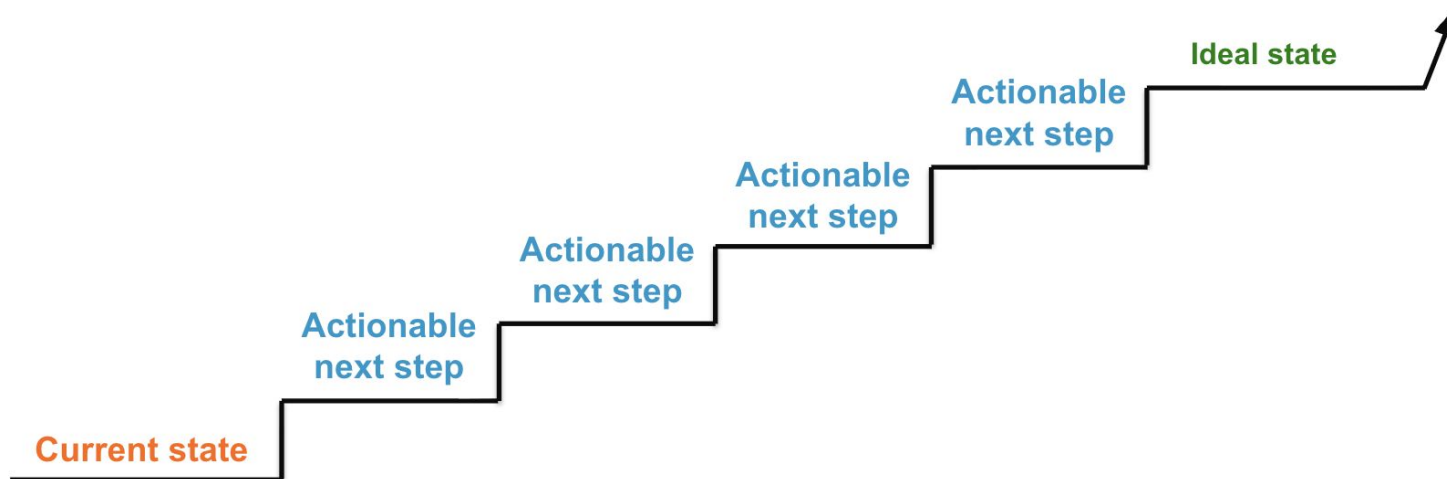 Ideal state
Actionable
next step
Actionable
next step
Actionable
next step
Actionable
next step
Current state